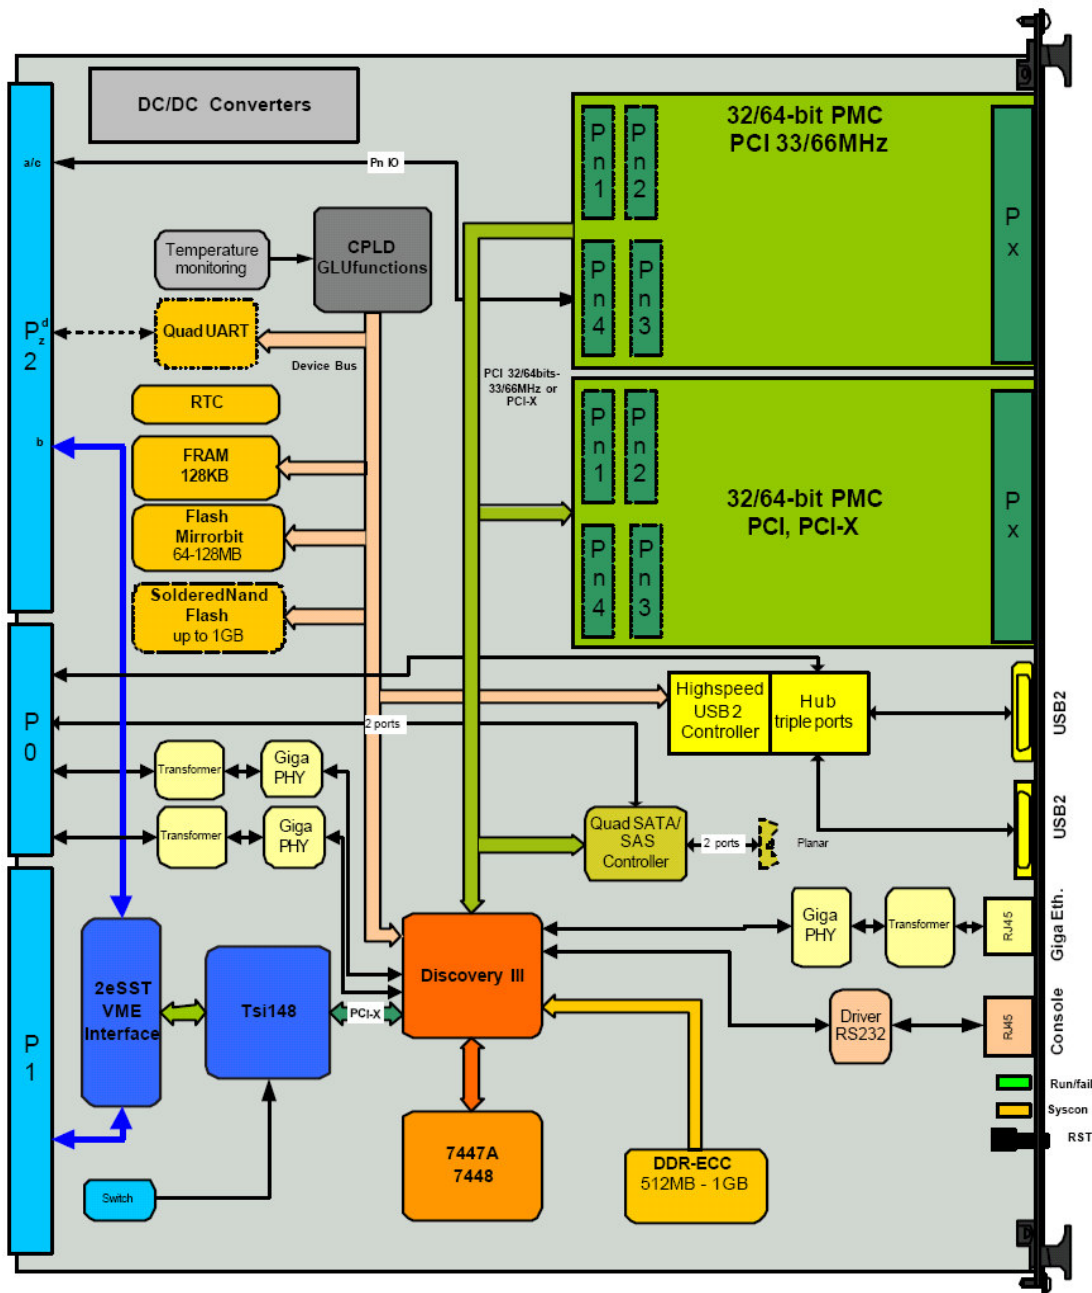 DC/DC Converters
32/64-bit PMC
PCI 33/66MHz
P
n
1
P
n
2
P
x
a/c
Pn IO
CPLD
GLUfunctions
Temperature
monitoring
P
n
4
P
n
3
P
2
d
z
Quad UART
Device Bus
PCI 32/64bits-
33/66MHz or
PCI-X
RTC
b
FRAM
128KB
Flash
Mirrorbit
64-128MB
SolderedNand
Flash
up to 1GB
P
n
1
P
n
2
32/64-bit PMC
PCI, PCI-X
P
x
P
n
4
P
n
3
P
0
2 ports
Highspeed
USB2
Controller
Hub
triple ports
USB2
Transformer
Giga
PHY
Transformer
Giga
PHY
Quad SATA/
SAS
Controller
2 ports
Planar
USB2
P
1
2eSST
VME
Interface
Tsi148
PCI-X
Discovery III
Giga
PHY
Transformer
RJ45
Giga Eth.
Driver
RS232
RJ45
Console
Run/fail
Syscon
RST
7447A
7448
DDR-ECC
512MB - 1GB
Switch